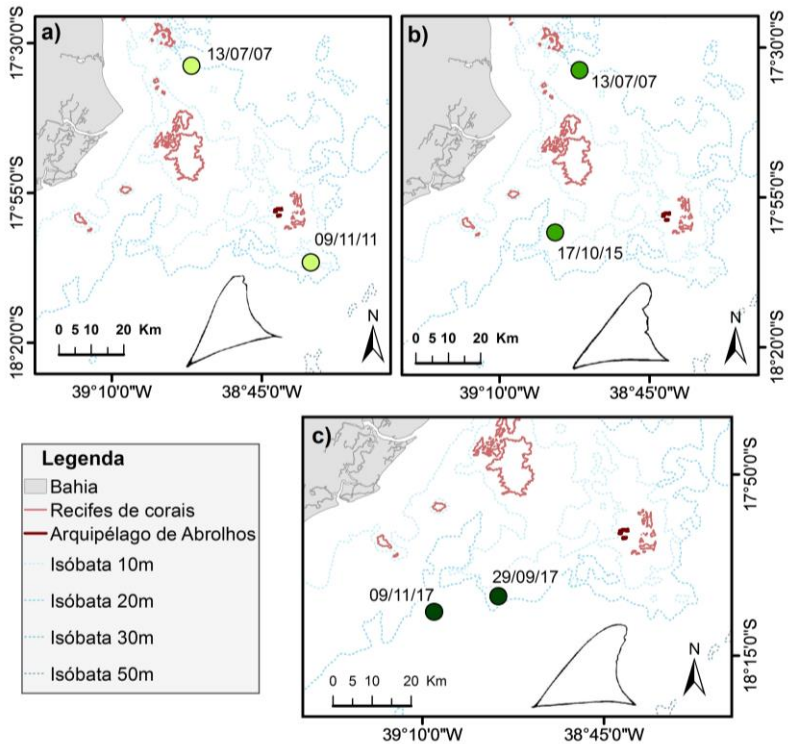 a)
13/07/07
09/11/11
N
0 5 10 20 Km
17°30'0"S
17°55'0"S
18°20'0"S
39°10'0"W
38°45'0"W
b)
13/07/07
17/10/15
N
0 5 10 20 Km
17°30'0"S
17°55'0"S
18°20'0"S
39°10'0"W
38°45'0"W
c)
29/09/17
09/11/17
N
0 5 10 20 Km
17°50'0"S
18°15'0"S
39°10'0"W
38°45'0"W
Legenda
Bahia
Recifes de corais
Arquipélago de Abrolhos
Isóbata 10m
Isóbata 20m
Isóbata 30m
Isóbata 50m